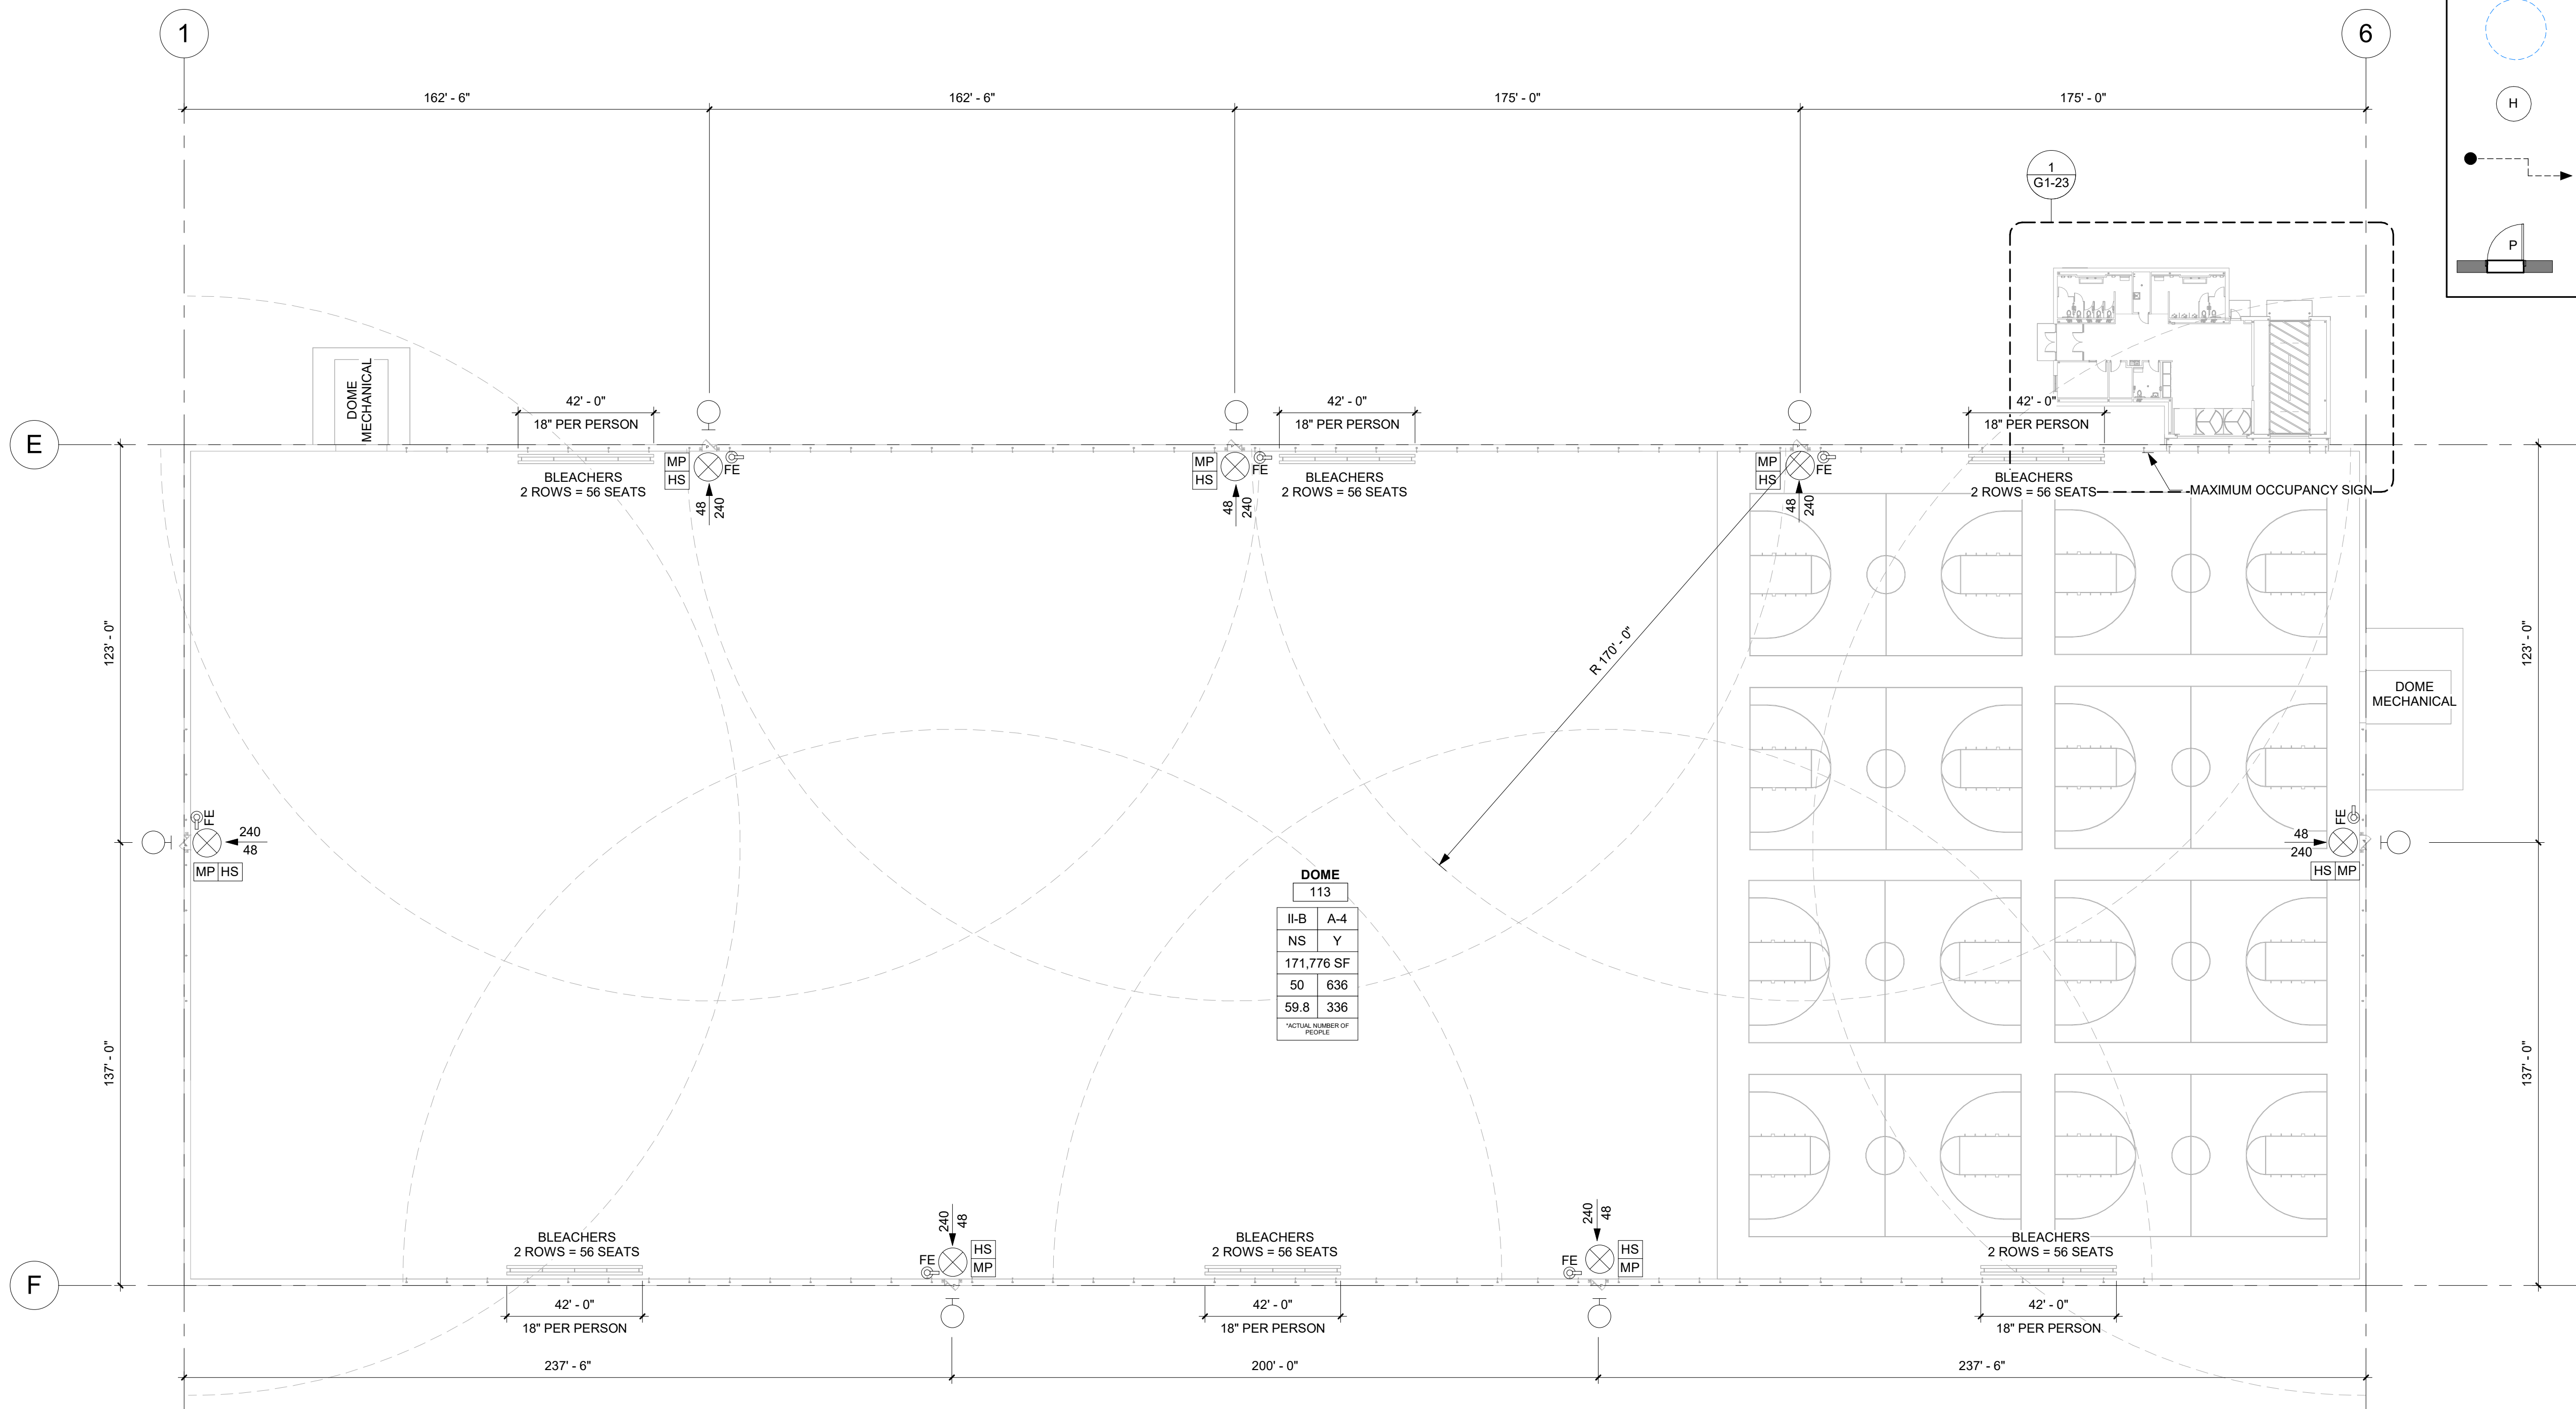 1
6
162' - 6"
162' - 6"
175' - 0"
175' - 0"
H
P
1
G1-23
DOME
MECHANICAL
42' - 0"
18" PER PERSON
42' - 0"
18" PER PERSON
42' - 0"
18" PER PERSON
E
MP
HS
FE
MP
HS
FE
MP
HS
FE
BLEACHERS
2 ROWS = 56 SEATS
BLEACHERS
2 ROWS = 56 SEATS
BLEACHERS
2 ROWS = 56 SEATS
MAXIMUM OCCUPANCY SIGN
48
240
48
240
48
240
123' - 0"
R 170' - 0"
123' - 0"
DOME
MECHANICAL
FE
240
48
MP HS
FE
48
240
HS MP
DOME
113
II-B A-4
NS Y
171,776 SF
50 636
59.8 336
*ACTUAL NUMBER OF
PEOPLE
137' - 0"
137' - 0"
240
48
240
48
BLEACHERS
2 ROWS = 56 SEATS
FE
HS
MP
BLEACHERS
2 ROWS = 56 SEATS
FE
HS
MP
BLEACHERS
2 ROWS = 56 SEATS
F
42' - 0"
18" PER PERSON
42' - 0"
18" PER PERSON
42' - 0"
18" PER PERSON
237' - 6"
200' - 0"
237' - 6"